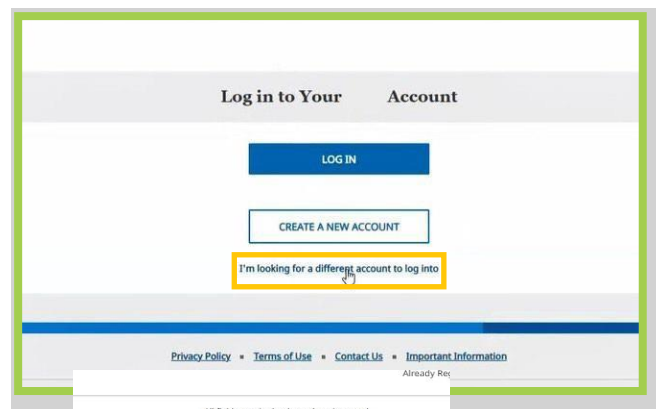 Log in to Your Account
LOG IN
CREATE A NEW ACCOUNT
I'm looking for a different account to log into
Privacy Policy ▪ Terms of Use ▪ Contact Us ▪ Important Information
Already